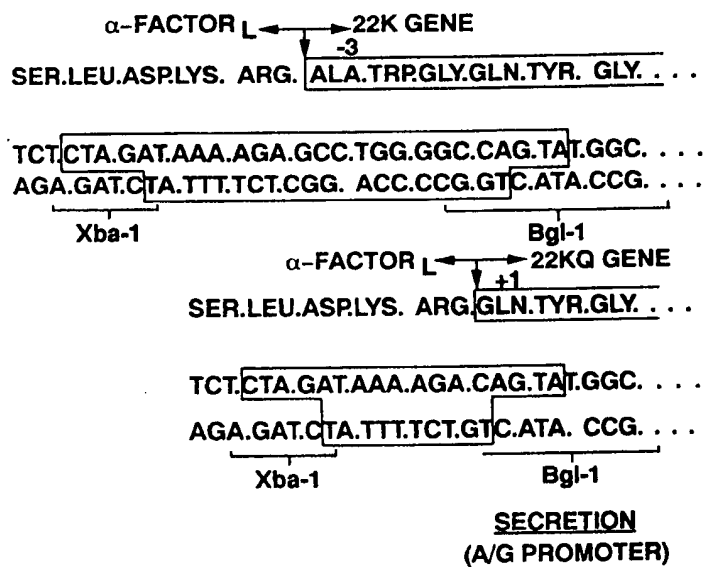 α-FACTOR L 22K GENE
-3
SER.LEU.ASP.LYS. ARG. ALA.TRP.GLY.GLN.TYR. GLY. . . .
TCT.CTA.GAT.AAA.AGA.GCC.TGG.GGC.CAG.TAT.GGC. . . .
AGA.GAT.CTA.TTT.TCT.CGG. ACC.CCG.GTC.ATA.CCG. . . .
Xba-1 Bgl-1
α-FACTOR L 22KQ GENE
+1
SER.LEU.ASP.LYS. ARG.GLN.TYR.GLY. . . .
TCT.CTA.GAT.AAA.AGA.CAG.TAT.GGC. . . .
AGA.GAT.CTA.TTT.TCT.GTC.ATA. CCG. . . .
Xba-1 Bgl-1
SECRETION
(A/G PROMOTER)